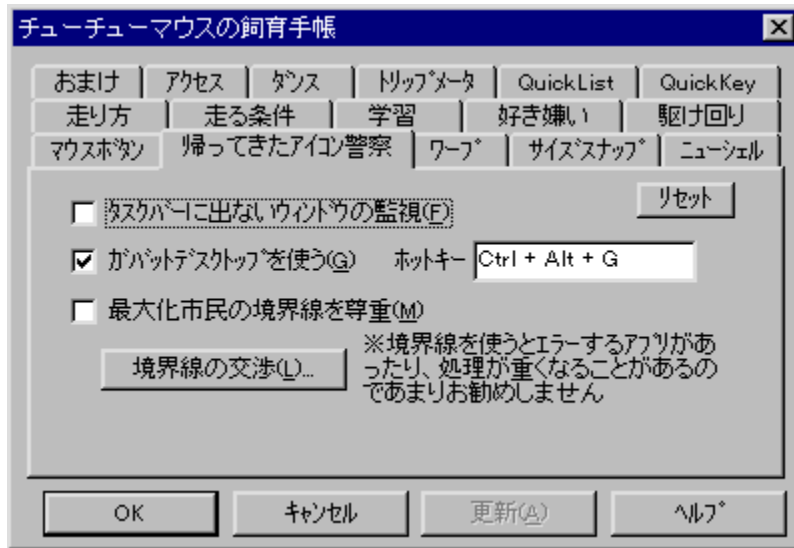 チューチューマウスの飼育手帳
おまけ ｱｸｾｽ ﾀﾞﾝｽ ﾄﾘｯﾌﾟﾒｰﾀ QuickList QuickKey
走り方 走る条件 学習 好き嫌い 駆け回り
ﾏｳｽﾎﾞﾀﾝ 帰ってきたｱｲｺﾝ警察 ﾜｰﾌﾟ ｻｲｽﾞｽﾅｯﾌﾟ ﾆｭｰｼｪﾙ
リセット
ﾀｽｸﾊﾞｰに出ないｳｨﾝﾄﾞｳの監視(F)
ｶﾞﾊﾞｯﾄﾃﾞｽｸﾄｯﾌﾟを使う(G) ﾎｯﾄｷｰ Ctrl + Alt + G
最大化市民の境界線を尊重(M)
境界線の交渉(L)...
※境界線を使うとｴﾗｰするｱﾌﾟﾘがあ
ったり、処理が重くなることがあるの
であまりお勧めしません
OK ｷｬﾝｾﾙ 更新(A) ﾍﾙﾌﾟ